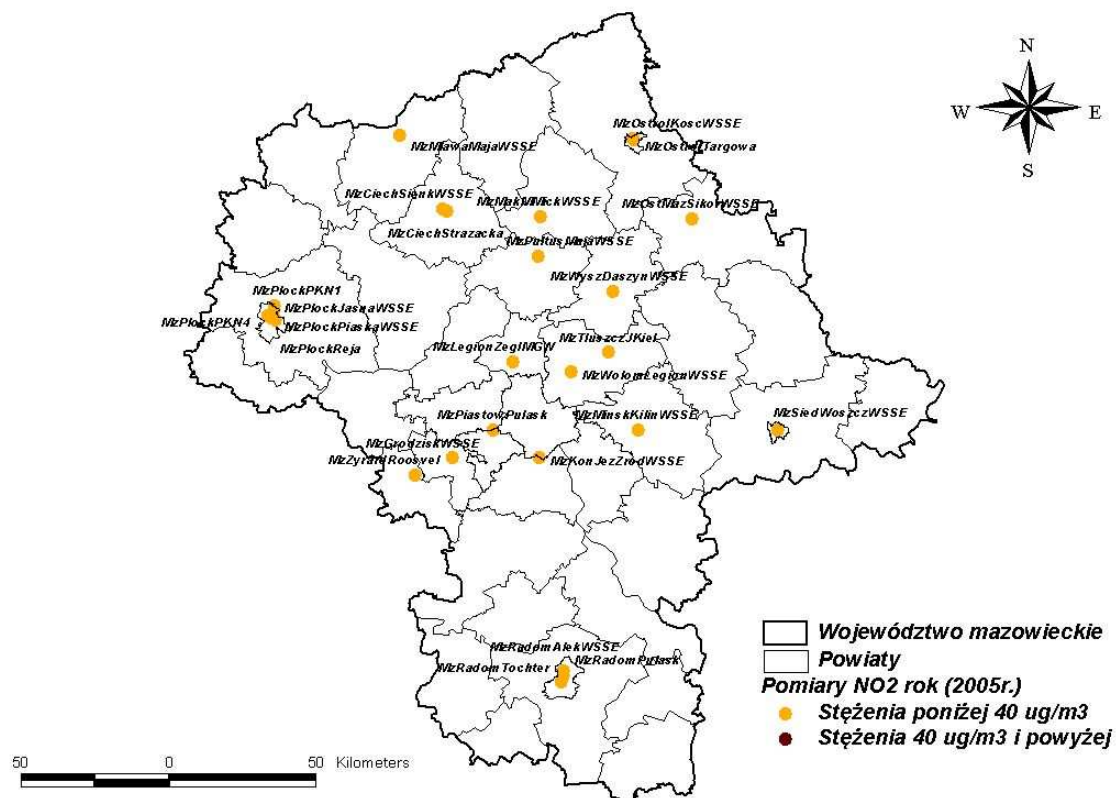 N
W
E
S
MzOstrolKoscWSSE
MzMlawaMajaWSSE
MzCiechSienkWSSE
MzOstMazSikorWSSE
MzCiechStrazacka
MzPultusMajaWSSE
MzWyszDaszynWSSE
MzPlockPKN1
MzPlockJasnaWSSE
MzPlockPKN4
MzPlockPiaskaWSSE
MzPlockReja
MzTluszczJKiel
MzLegionZegIMGW
MzWolomLegionWSSE
MzPiastowPulask
MzMinskKilinWSSE
MzSiedWoszczWSSE
MzGrodziskWSSE
MzZyrardRoosvel
MzKonJezZrodWSSE
MzRadomAlekWSSE
MzRadomPulask
MzRadomTochter
Województwo mazowieckie
Powiaty
Pomiary NO2 rok (2005r.)
Stężenia poniżej 40 ug/m3
Stężenia 40 ug/m3 i powyżej
50 0 50 Kilometers